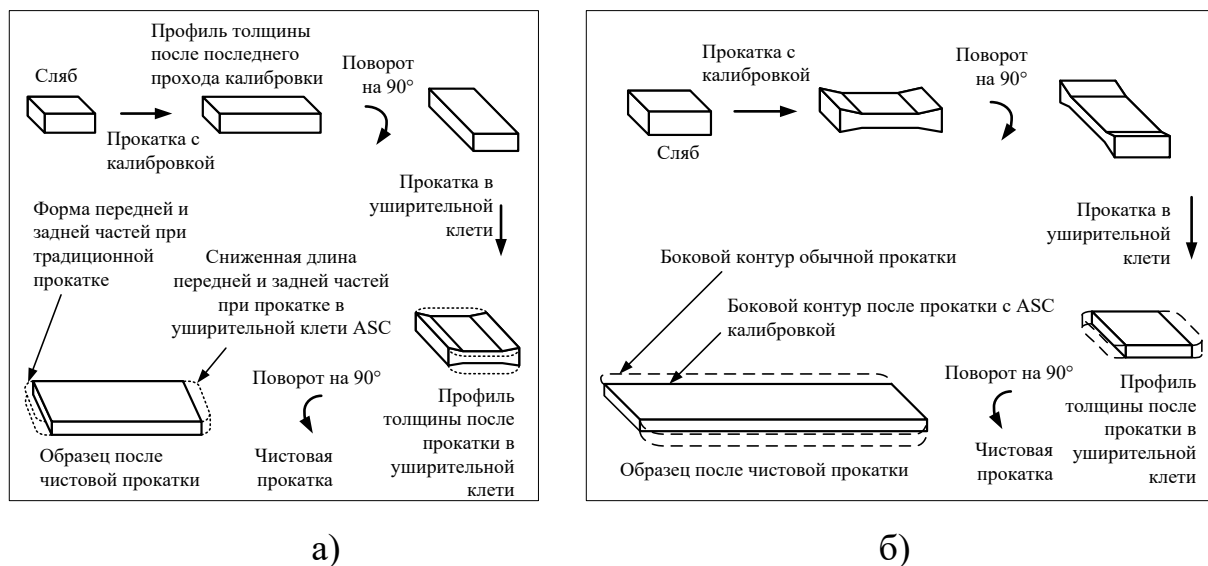 Профиль толщины
после последнего
прохода калибровки
Сляб
Поворот
на 90°
Прокатка с
калибровкой
Прокатка в
уширительной
клети
Форма передней и
задней частей при
традиционной
прокатке
Сниженная длина
передней и задней частей
при прокатке в
уширительной клети ASC
Поворот на 90°
Профиль
толщины после
прокатки в
уширительной
клети
Образец после
чистовой прокатки
Чистовая
прокатка
а)
Прокатка с
калибровкой
Поворот
на 90°
Сляб
Прокатка в
уширительной
клети
Боковой контур обычной прокатки
Боковой контур после прокатки с ASC
калибровкой
Поворот на 90°
Профиль
толщины после
прокатки в
уширительной
клети
Чистовая
прокатка
Образец после чистовой прокатки
б)